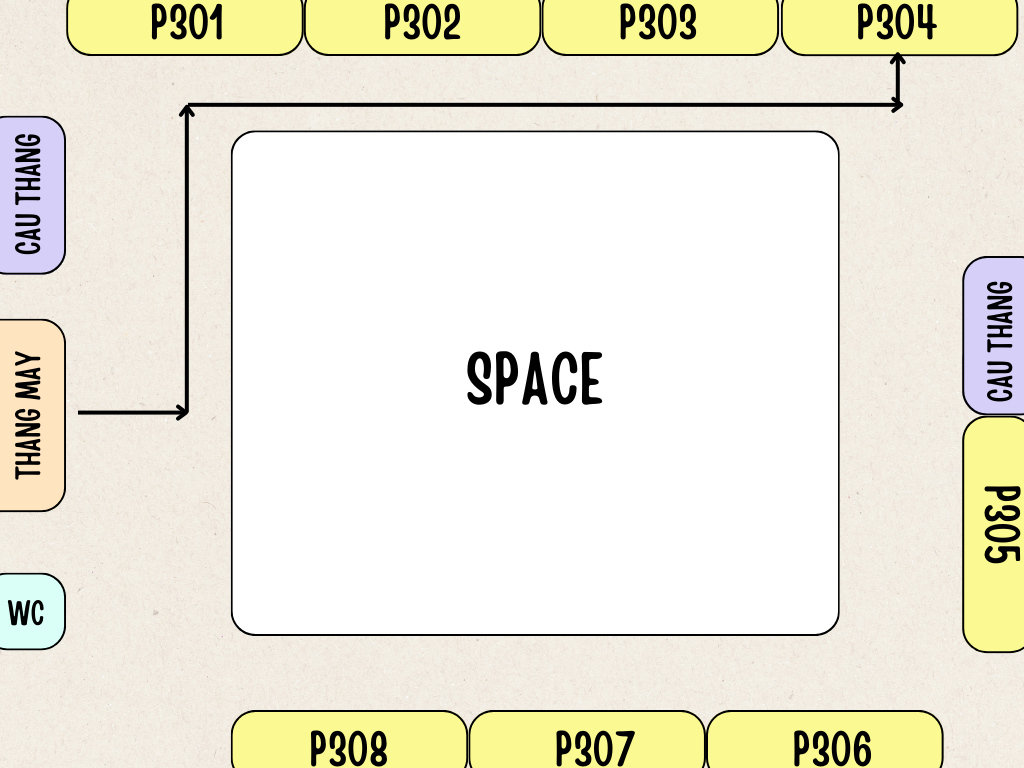 P301
P302
P303
P304
CAU THANG
THANG MAY
WC
SPACE
CAU THANG
P305
P308
P307
P306